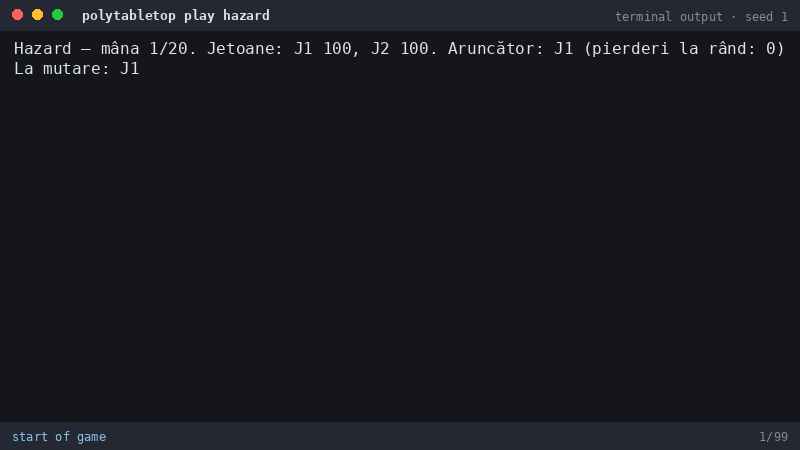 polytabletop play hazard
terminal output · seed 1
Hazard — mâna 1/20. Jetoane: J1 100, J2 100. Aruncător: J1 (pierderi la rând: 0)
La mutare: J1
start of game
1/99